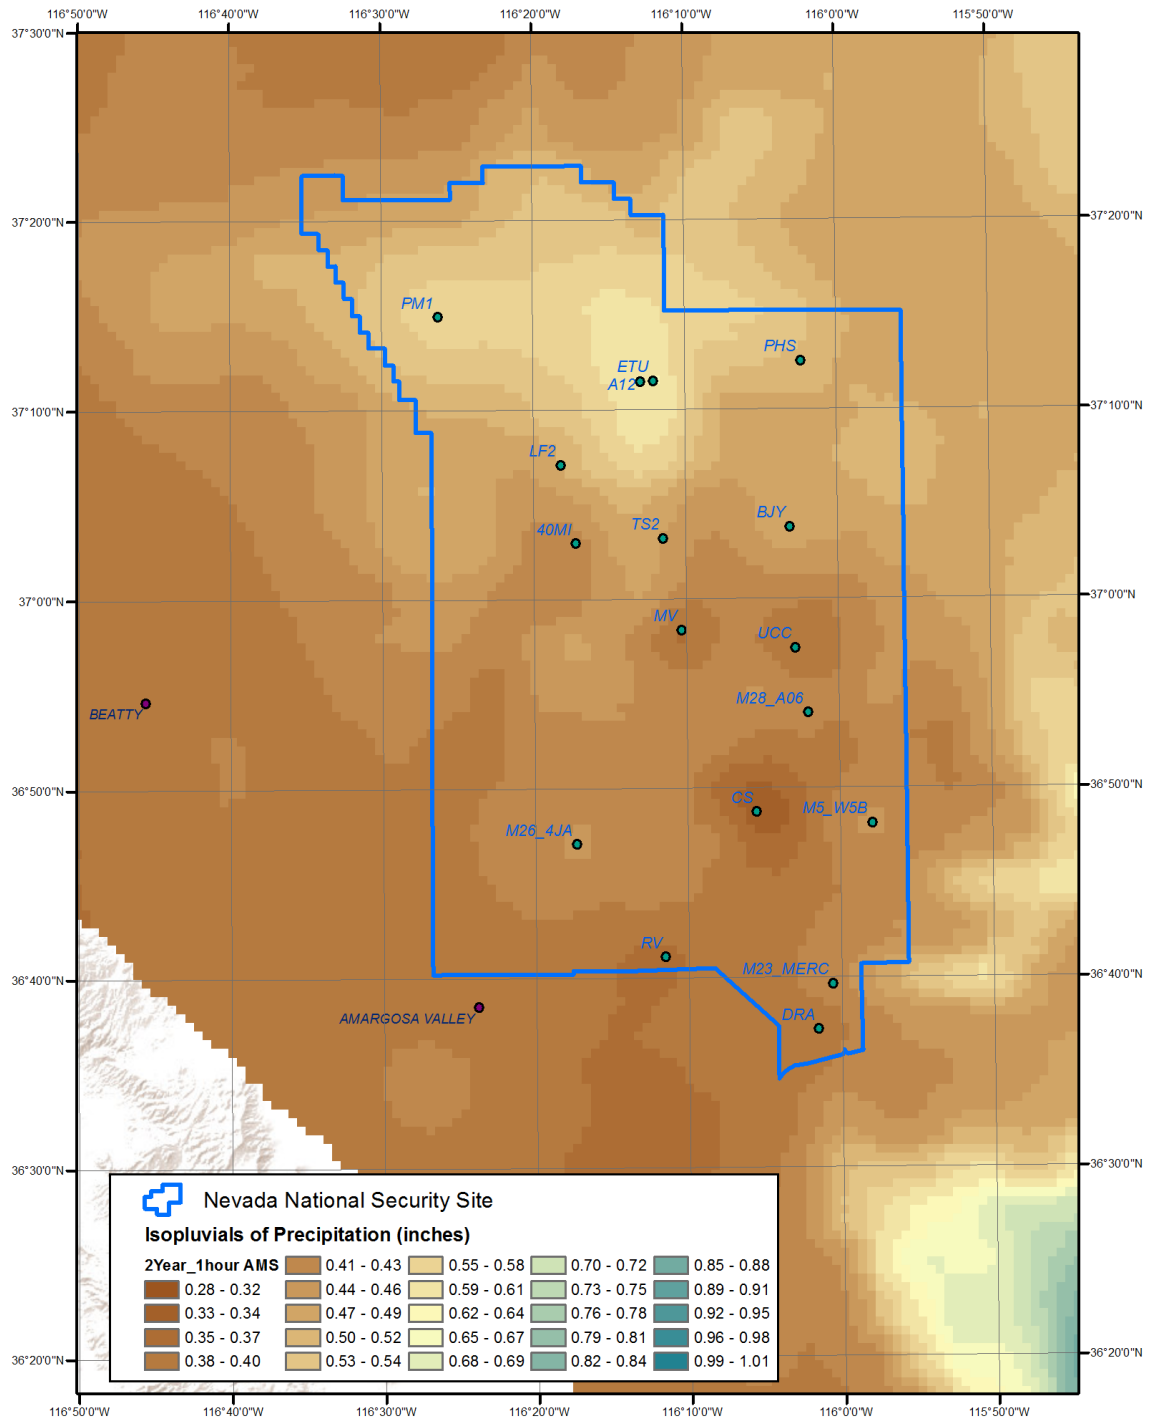 116°50'0"W 116°40'0"W 116°30'0"W 116°20'0"W 116°10'0"W 116°0'0"W 115°50'0"W
37°30'0"N
37°20'0"N 37°20'0"N
PM1
PHS
ETU
A12
37°10'0"N 37°10'0"N
LF2
BJY
TS2
40MI
37°0'0"N 37°0'0"N
MV
UCC
M28_A06
BEATTY
36°50'0"N 36°50'0"N
CS
M5_W5B
M26_4JA
RV
M23_MERC
36°40'0"N 36°40'0"N
DRA
AMARGOSA VALLEY
36°30'0"N 36°30'0"N
Nevada National Security Site
Isopluvials of Precipitation (inches)
2Year_1hour AMS 0.41 - 0.43 0.55 - 0.58 0.70 - 0.72 0.85 - 0.88
0.28 - 0.32 0.44 - 0.46 0.59 - 0.61 0.73 - 0.75 0.89 - 0.91
0.33 - 0.34 0.47 - 0.49 0.62 - 0.64 0.76 - 0.78 0.92 - 0.95
0.35 - 0.37 0.50 - 0.52 0.65 - 0.67 0.79 - 0.81 0.96 - 0.98
0.38 - 0.40 0.53 - 0.54 0.68 - 0.69 0.82 - 0.84 0.99 - 1.01
36°20'0"N 36°20'0"N
116°50'0"W 116°40'0"W 116°30'0"W 116°20'0"W 116°10'0"W 116°0'0"W 115°50'0"W